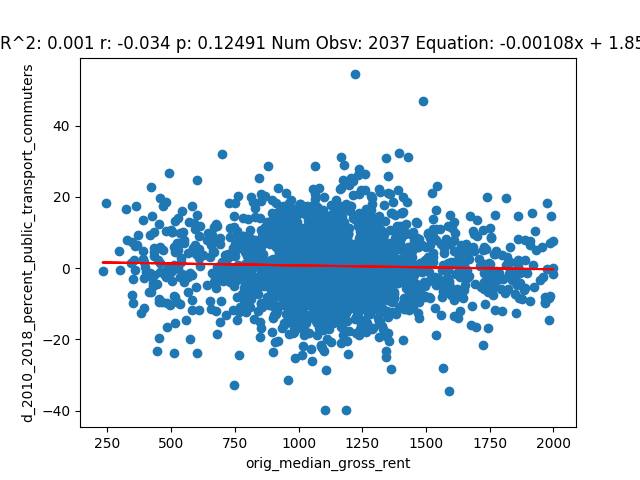 R^2: 0.001 r: -0.034 p: 0.12491 Num Obsv: 2037 Equation: -0.00108x + 1.85
d_2010_2018_percent_public_transport_commuters
40
20
0
−20
−40
250 500 750 1000 1250 1500 1750 2000
orig_median_gross_rent